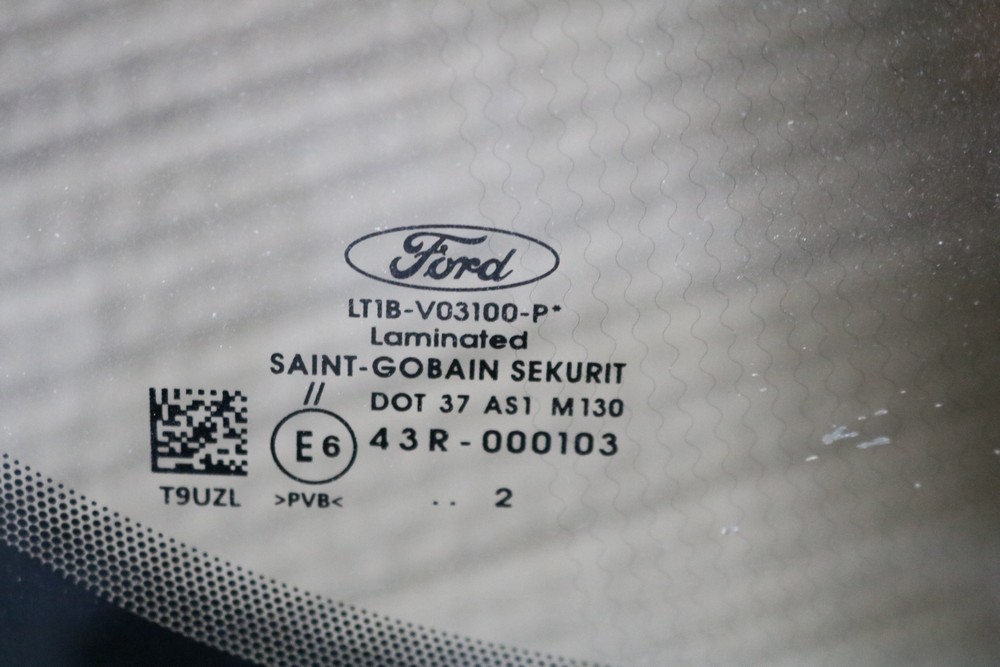 Ford
LT1B-V03100-P*
Laminated
SAINT-GOBAIN SEKURIT
//
DOT 37 AS1 M130
E6 43R-000103
T9UZL >PVB< .. 2